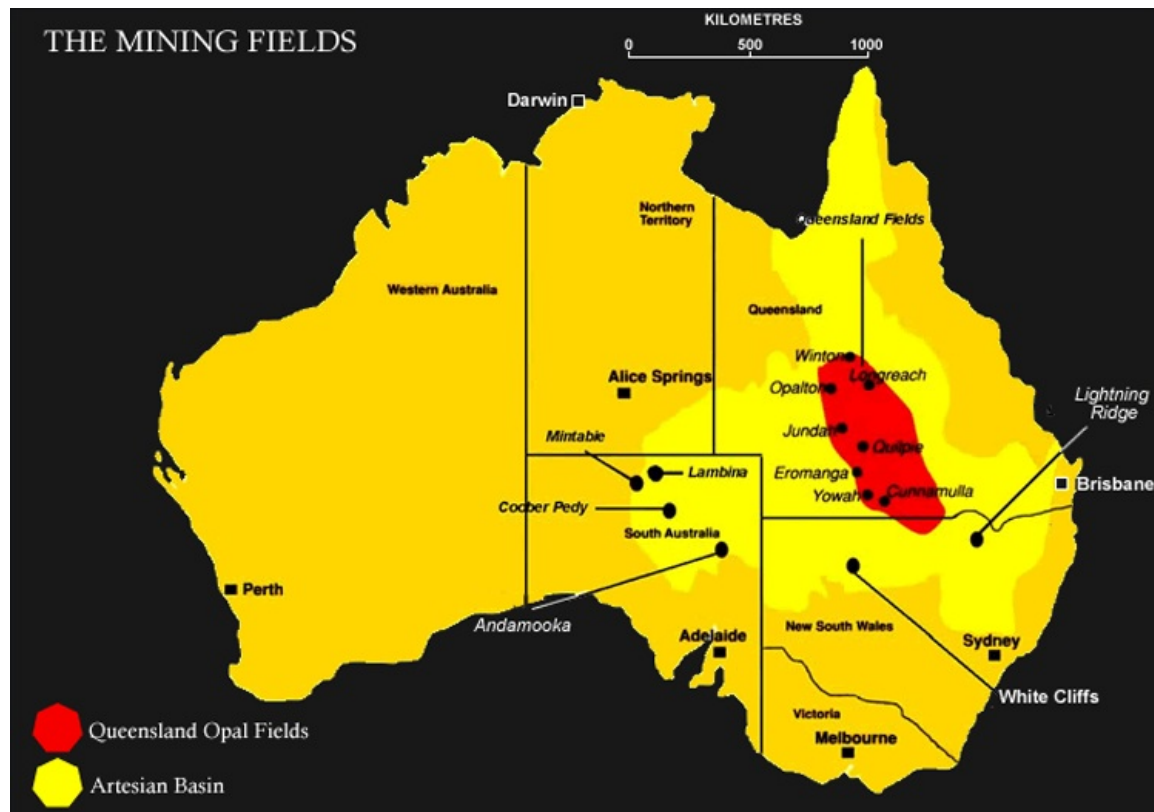 THE MINING FIELDS
KILOMETRES
0 500 1000
Darwin
Northern
Territory
Queensland Fields
Western Australia
Queensland
Winton
Longreach
Alice Springs
Opalton
Lightning
Ridge
Mintabie
Jundah
Quilpie
Lambina
Eromanga
Yowah
Cunnamulla
Brisbane
Coober Pedy
South Australia
Perth
Andamooka
New South Wales
Adelaide
Sydney
White Cliffs
Victoria
Melbourne
Queensland Opal Fields
Artesian Basin